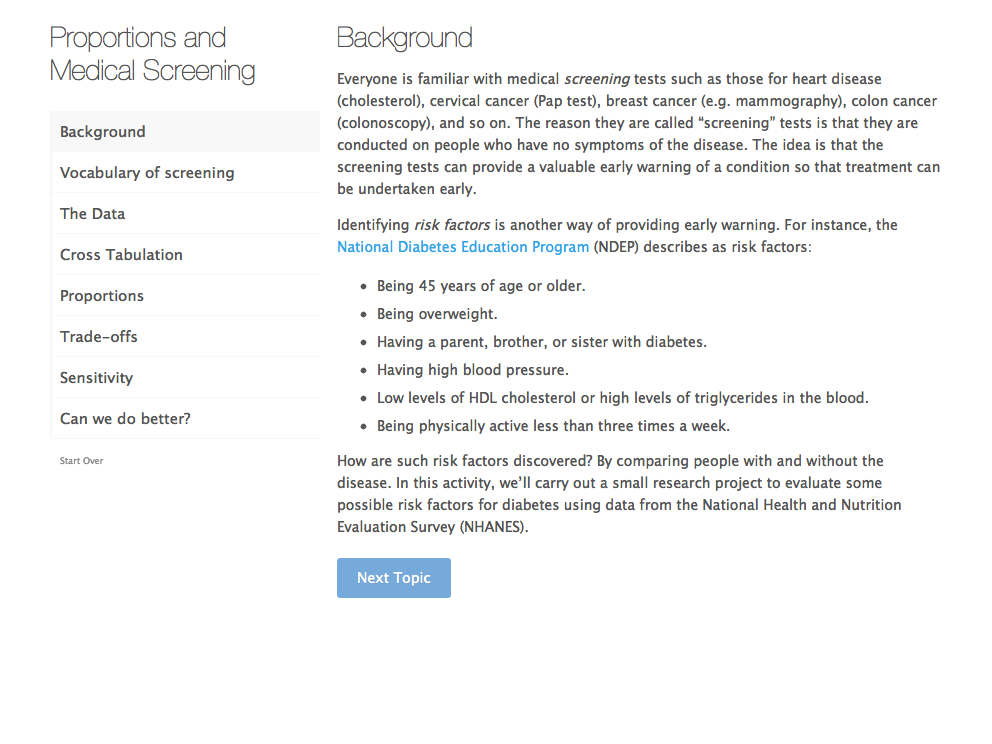 Proportions and
Medical Screening
Background
Vocabulary of screening
The Data
Cross Tabulation
Proportions
Trade-offs
Sensitivity
Can we do better?
Start Over
Background
Everyone is familiar with medical screening tests such as those for heart disease
(cholesterol), cervical cancer (Pap test), breast cancer (e.g. mammography), colon cancer
(colonoscopy), and so on. The reason they are called “screening” tests is that they are
conducted on people who have no symptoms of the disease. The idea is that the
screening tests can provide a valuable early warning of a condition so that treatment can
be undertaken early.
Identifying risk factors is another way of providing early warning. For instance, the
National Diabetes Education Program (NDEP) describes as risk factors:
• Being 45 years of age or older.
• Being overweight.
• Having a parent, brother, or sister with diabetes.
• Having high blood pressure.
• Low levels of HDL cholesterol or high levels of triglycerides in the blood.
• Being physically active less than three times a week.
How are such risk factors discovered? By comparing people with and without the
disease. In this activity, we’ll carry out a small research project to evaluate some
possible risk factors for diabetes using data from the National Health and Nutrition
Evaluation Survey (NHANES).
Next Topic